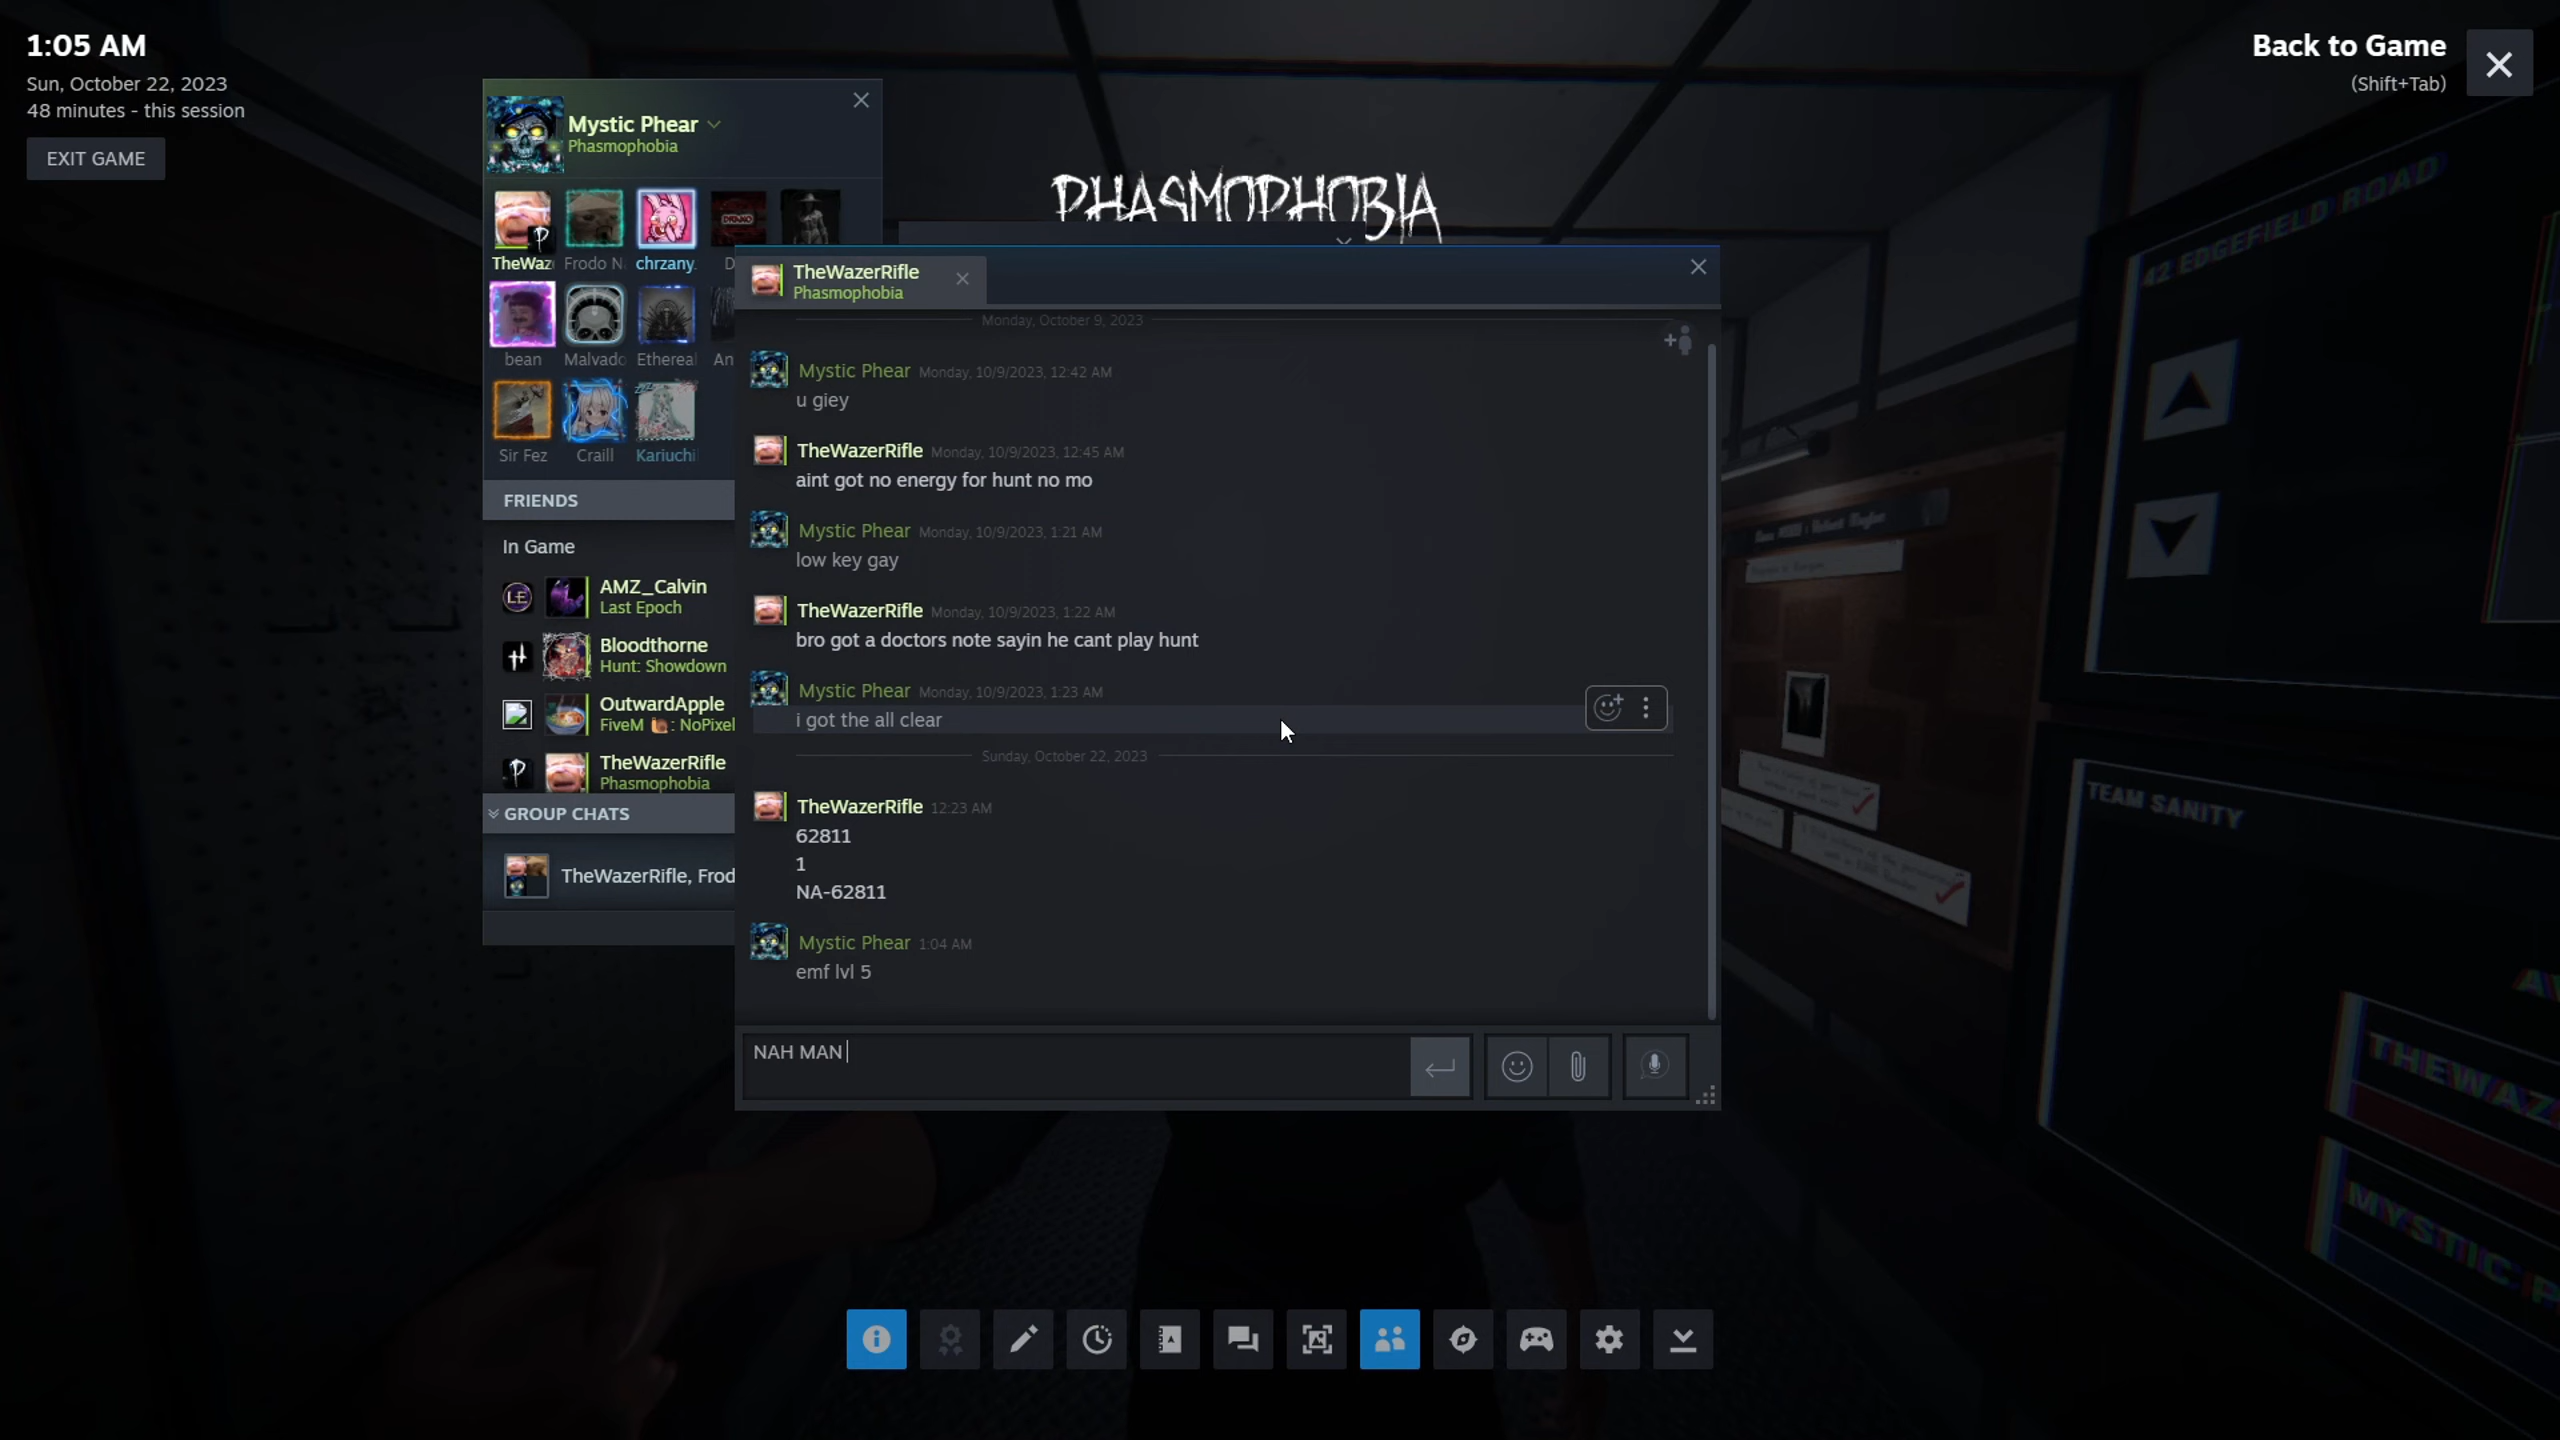 1:05 AM
Sun, October 22, 2023
48 minutes - this session
EXIT GAME
Back to Game
(Shift+Tab)
Mystic Phear
Phasmophobia
TheWaz
Frodo N
chrzany.
D
bean
Malvado
Ethereal
An
Sir Fez
Craill
Kariuchi
FRIENDS
In Game
AMZ_Calvin
Last Epoch
Bloodthorne
Hunt: Showdown
OutwardApple
FiveM 🐌: NoPixel
TheWazerRifle
Phasmophobia
GROUP CHATS
TheWazerRifle, Frod
PHASMOPHOBIA
TheWazerRifle
Phasmophobia
Monday, October 9, 2023
Mystic Phear Monday, 10/9/2023, 12:42 AM
u giey
TheWazerRifle Monday, 10/9/2023, 12:45 AM
aint got no energy for hunt no mo
Mystic Phear Monday, 10/9/2023, 1:21 AM
low key gay
TheWazerRifle Monday, 10/9/2023, 1:22 AM
bro got a doctors note sayin he cant play hunt
Mystic Phear Monday, 10/9/2023, 1:23 AM
i got the all clear
Sunday, October 22, 2023
TheWazerRifle 12:23 AM
62811
1
NA-62811
Mystic Phear 1:04 AM
emf lvl 5
NAH MAN
42 EDGEFIELD ROAD
TEAM SANITY
THEWAZ
MYSTIC P